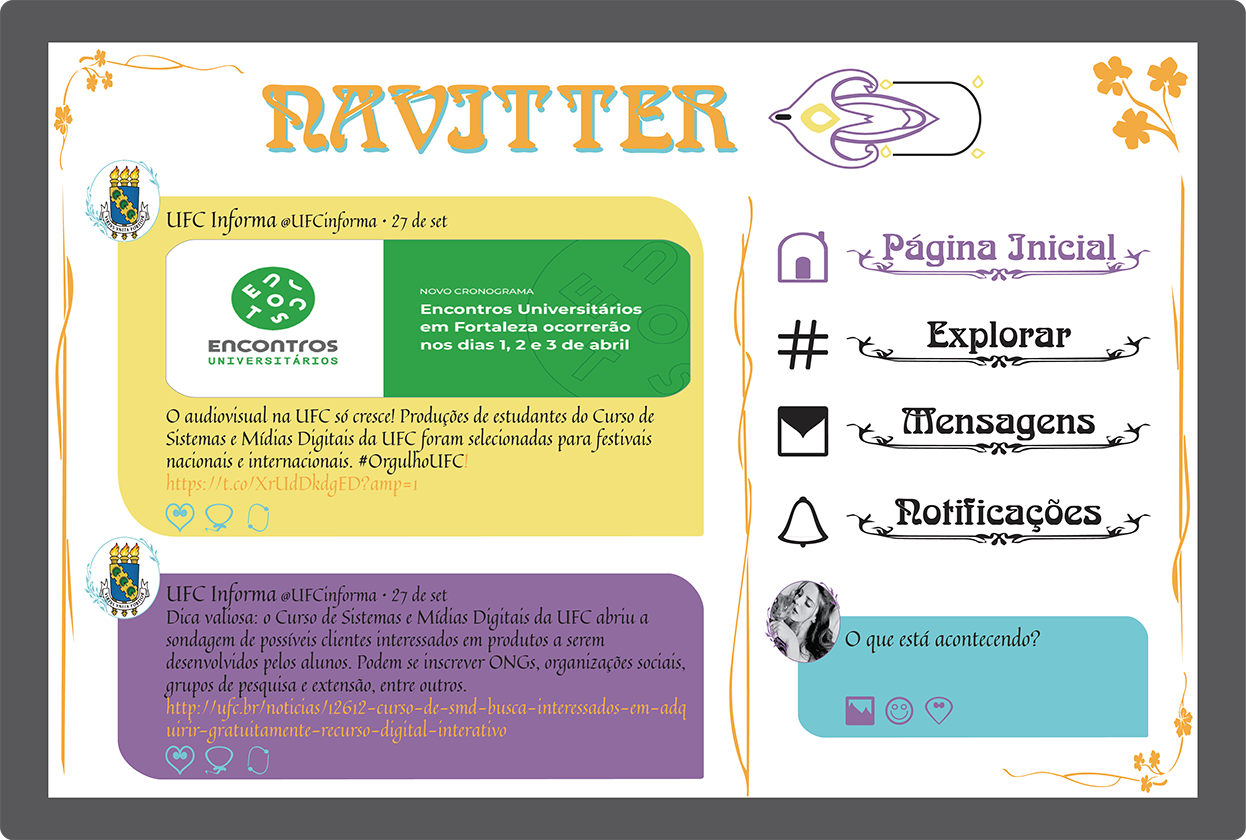 NAVITTER
UFC Informa @UFCinforma • 27 de set
ENCONTROS
UNIVERSITÁRIOS
NOVO CRONOGRAMA
Encontros Universitários
em Fortaleza ocorrerão
nos dias 1, 2 e 3 de abril
O audiovisual na UFC só cresce! Produções de estudantes do Curso de
Sistemas e Mídias Digitais da UFC foram selecionadas para festivais
nacionais e internacionais. #OrgulhoUFC!
https://t.co/XrUdDkdgED?amp=1
UFC Informa @UFCinforma • 27 de set
Dica valiosa: o Curso de Sistemas e Mídias Digitais da UFC abriu a
sondagem de possíveis clientes interessados em produtos a serem
desenvolvidos pelos alunos. Podem se inscrever ONGs, organizações sociais,
grupos de pesquisa e extensão, entre outros.
http://ufc.br/noticias/12612-curso-de-smd-busca-interessados-em-adq
uirir-gratuitamente-recurso-digital-interativo
Página Inicial
Explorar
Mensagens
Notificações
O que está acontecendo?